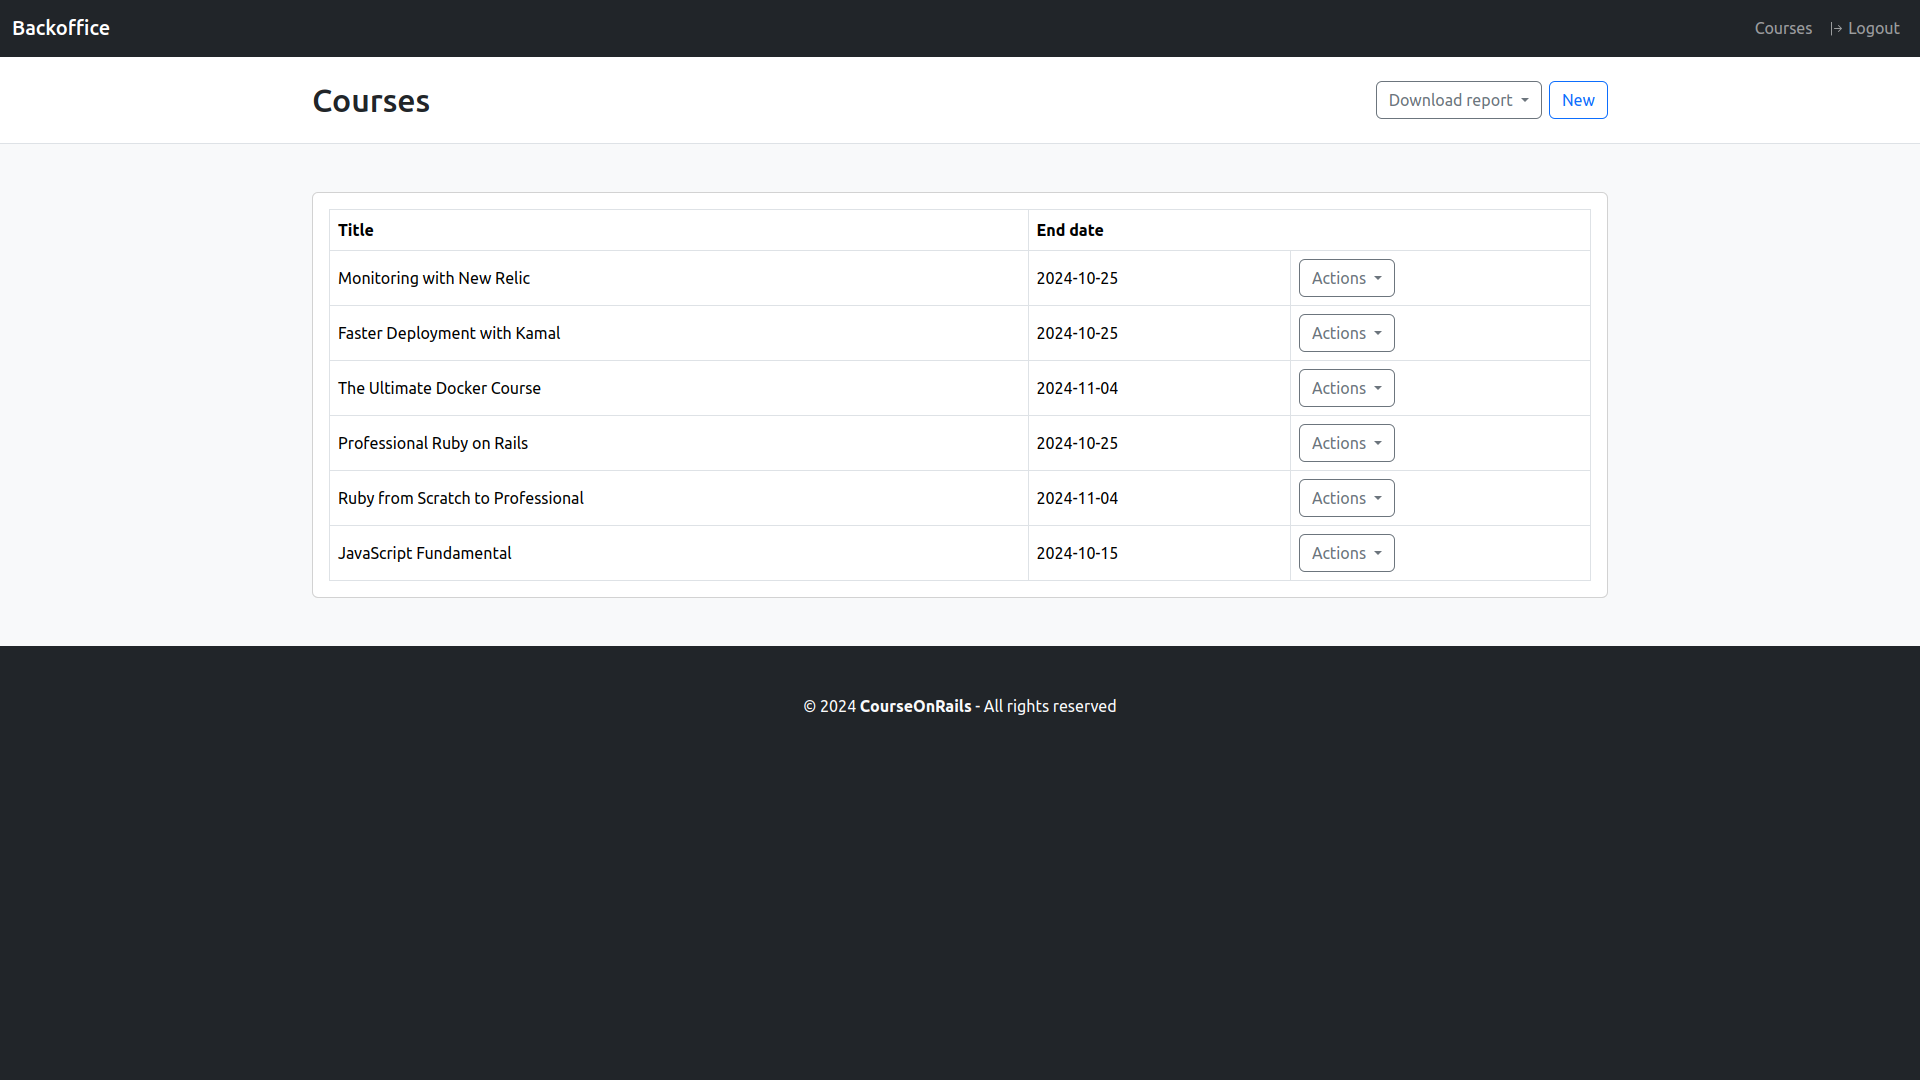 Backoffice Courses Logout
Courses Download report New
Title End date
Monitoring with New Relic 2024-10-25 Actions
Faster Deployment with Kamal 2024-10-25 Actions
The Ultimate Docker Course 2024-11-04 Actions
Professional Ruby on Rails 2024-10-25 Actions
Ruby from Scratch to Professional 2024-11-04 Actions
JavaScript Fundamental 2024-10-15 Actions
© 2024 CourseOnRails - All rights reserved